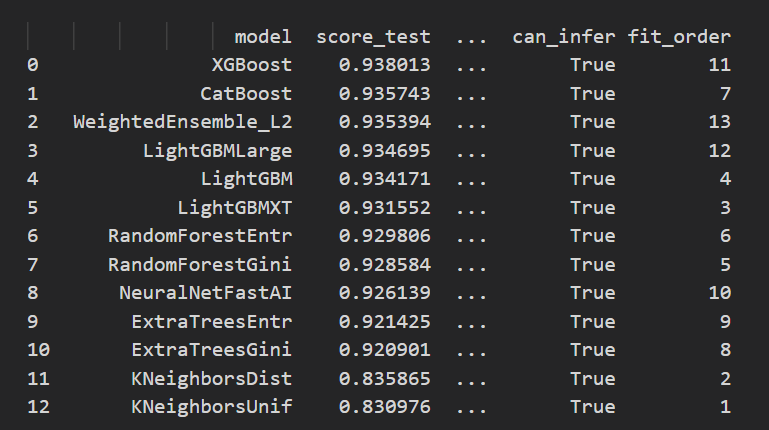 model score_test ... can_infer fit_order
0 XGBoost 0.938013 ... True 11
1 CatBoost 0.935743 ... True 7
2 WeightedEnsemble_L2 0.935394 ... True 13
3 LightGBMLarge 0.934695 ... True 12
4 LightGBM 0.934171 ... True 4
5 LightGBMXT 0.931552 ... True 3
6 RandomForestEntr 0.929806 ... True 6
7 RandomForestGini 0.928584 ... True 5
8 NeuralNetFastAI 0.926139 ... True 10
9 ExtraTreesEntr 0.921425 ... True 9
10 ExtraTreesGini 0.920901 ... True 8
11 KNeighborsDist 0.835865 ... True 2
12 KNeighborsUnif 0.830976 ... True 1